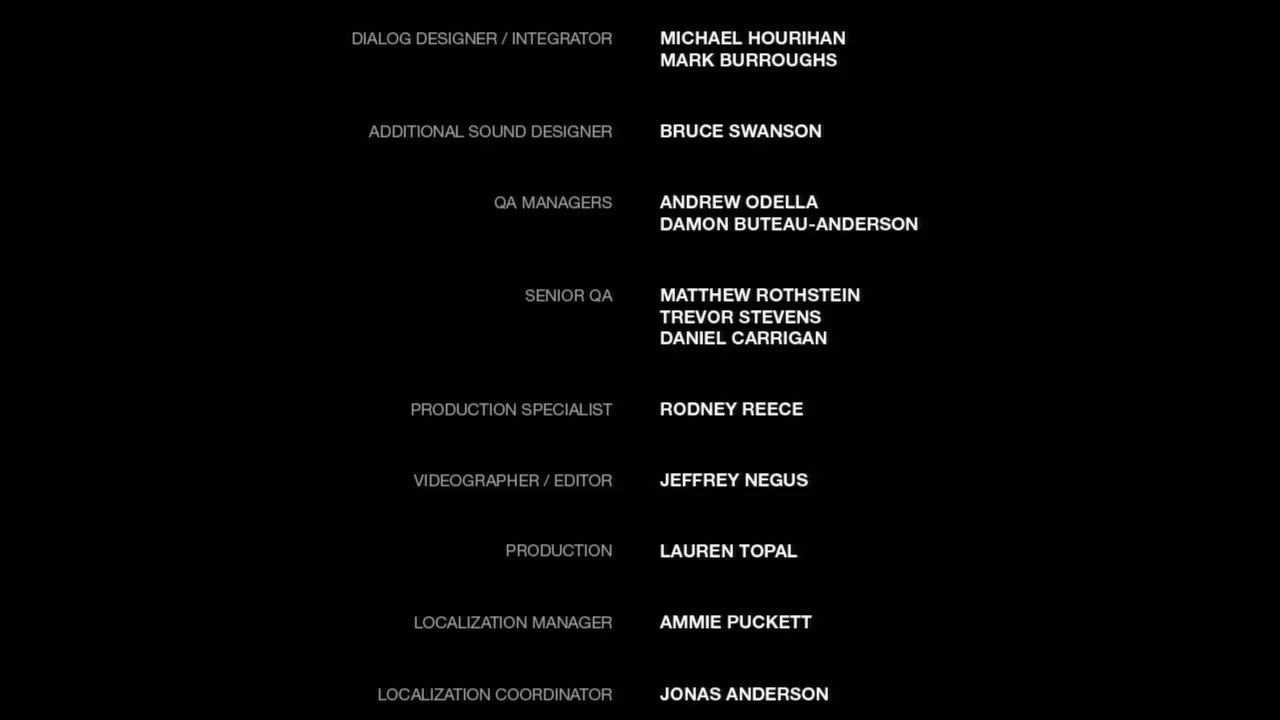 DIALOG DESIGNER / INTEGRATOR MICHAEL HOURIHAN
MARK BURROUGHS
ADDITIONAL SOUND DESIGNER BRUCE SWANSON
QA MANAGERS ANDREW ODELLA
DAMON BUTEAU-ANDERSON
SENIOR QA MATTHEW ROTHSTEIN
TREVOR STEVENS
DANIEL CARRIGAN
PRODUCTION SPECIALIST RODNEY REECE
VIDEOGRAPHER / EDITOR JEFFREY NEGUS
PRODUCTION LAUREN TOPAL
LOCALIZATION MANAGER AMMIE PUCKETT
LOCALIZATION COORDINATOR JONAS ANDERSON